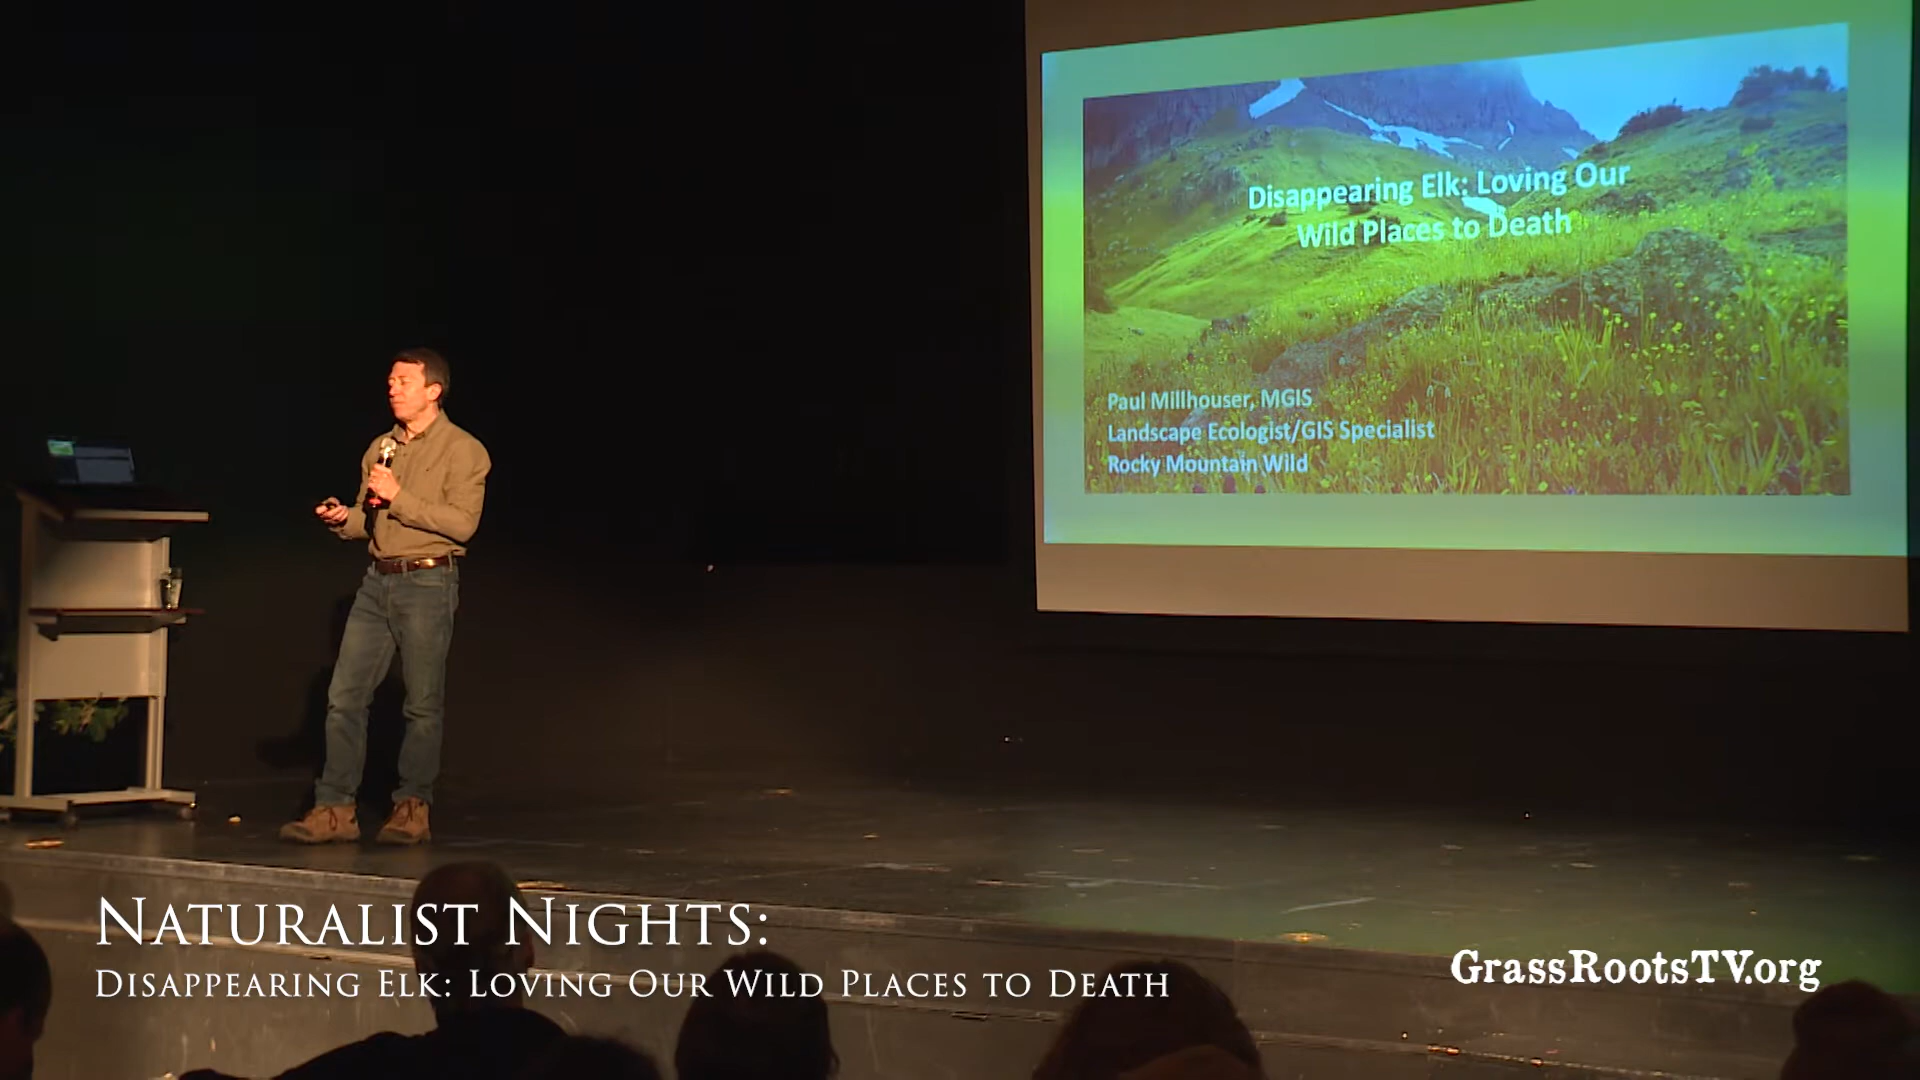 Disappearing Elk: Loving Our
Wild Places to Death
Paul Millhouser, MGIS
Landscape Ecologist/GIS Specialist
Rocky Mountain Wild
Naturalist Nights:
Disappearing Elk: Loving Our Wild Places to Death
GrassRootsTV.org